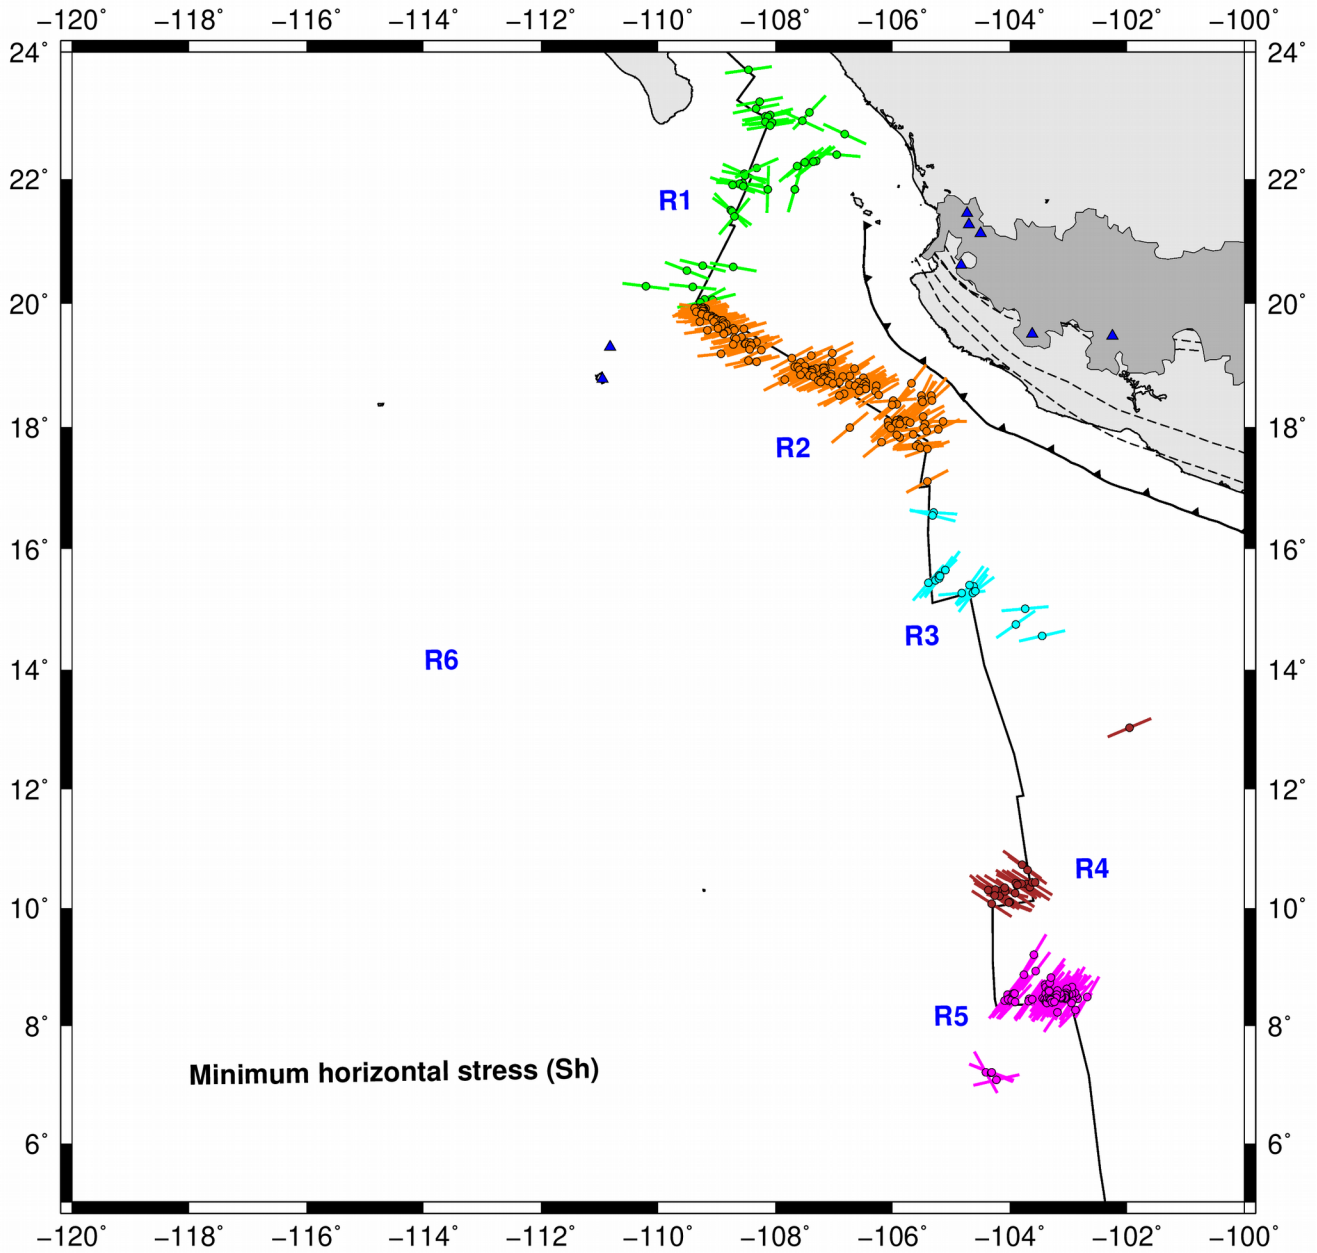 −120° −118° −116° −114° −112° −110° −108° −106° −104° −102° −100°
24° 24°
22° 22°
R1
20° 20°
18° 18°
R2
16° 16°
R3
R6
14° 14°
12° 12°
R4
10° 10°
R5
8° 8°
Minimum horizontal stress (Sh)
6° 6°
−120° −118° −116° −114° −112° −110° −108° −106° −104° −102° −100°